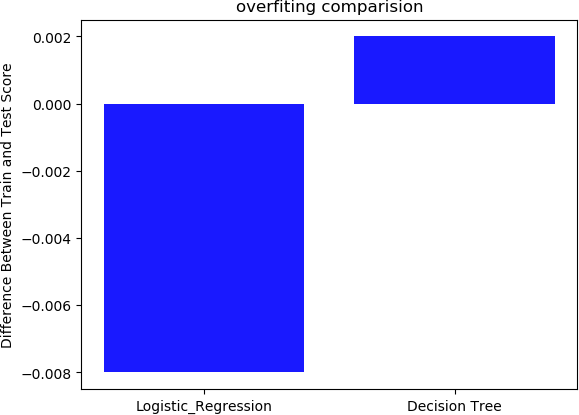 overfiting comparision
Difference Between Train and Test Score
0.002
0.000
−0.002
−0.004
−0.006
−0.008
Logistic_Regression
Decision Tree